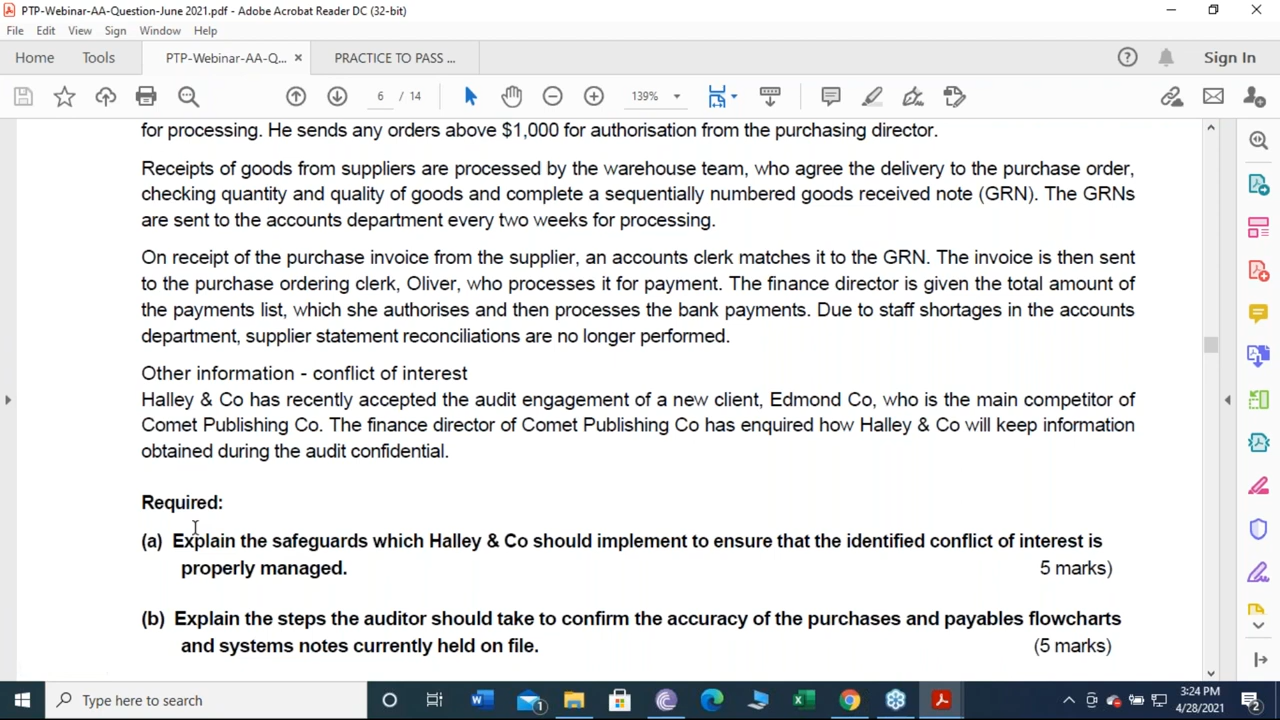 PTP-Webinar-AA-Question-June 2021.pdf - Adobe Acrobat Reader DC (32-bit)
File Edit View Sign Window Help
Home Tools PTP-Webinar-AA-Q... × PRACTICE TO PASS ... Sign In
6 / 14 139%
for processing. He sends any orders above $1,000 for authorisation from the purchasing director.
Receipts of goods from suppliers are processed by the warehouse team, who agree the delivery to the purchase order,
checking quantity and quality of goods and complete a sequentially numbered goods received note (GRN). The GRNs
are sent to the accounts department every two weeks for processing.
On receipt of the purchase invoice from the supplier, an accounts clerk matches it to the GRN. The invoice is then sent
to the purchase ordering clerk, Oliver, who processes it for payment. The finance director is given the total amount of
the payments list, which she authorises and then processes the bank payments. Due to staff shortages in the accounts
department, supplier statement reconciliations are no longer performed.
Other information - conflict of interest
Halley & Co has recently accepted the audit engagement of a new client, Edmond Co, who is the main competitor of
Comet Publishing Co. The finance director of Comet Publishing Co has enquired how Halley & Co will keep information
obtained during the audit confidential.
Required:
(a) Explain the safeguards which Halley & Co should implement to ensure that the identified conflict of interest is
properly managed. 5 marks)
(b) Explain the steps the auditor should take to confirm the accuracy of the purchases and payables flowcharts
and systems notes currently held on file. (5 marks)
Type here to search
3:24 PM
4/28/2021